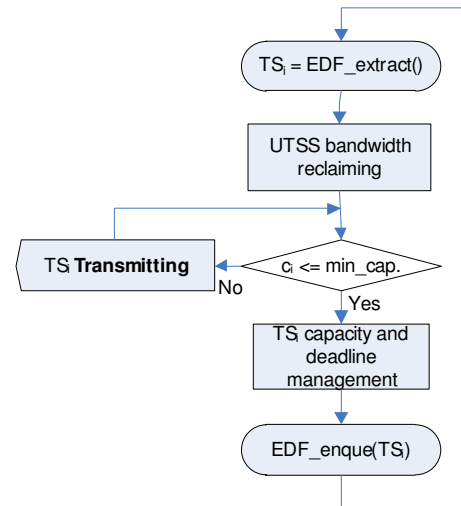 TSi = EDF_extract()
UTSS bandwidth
reclaiming
TSi Transmitting
ci <= min_cap.
No
Yes
TSi capacity and
deadline
management
EDF_enque(TSi)